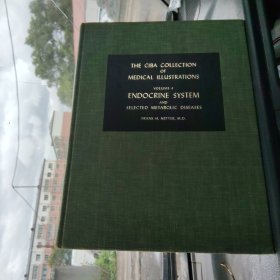 THE CIBA COLLECTION
OF
MEDICAL ILLUSTRATIONS
VOLUME 4
ENDOCRINE SYSTEM
AND
SELECTED METABOLIC DISEASES
FRANK H. NETTER, M.D.